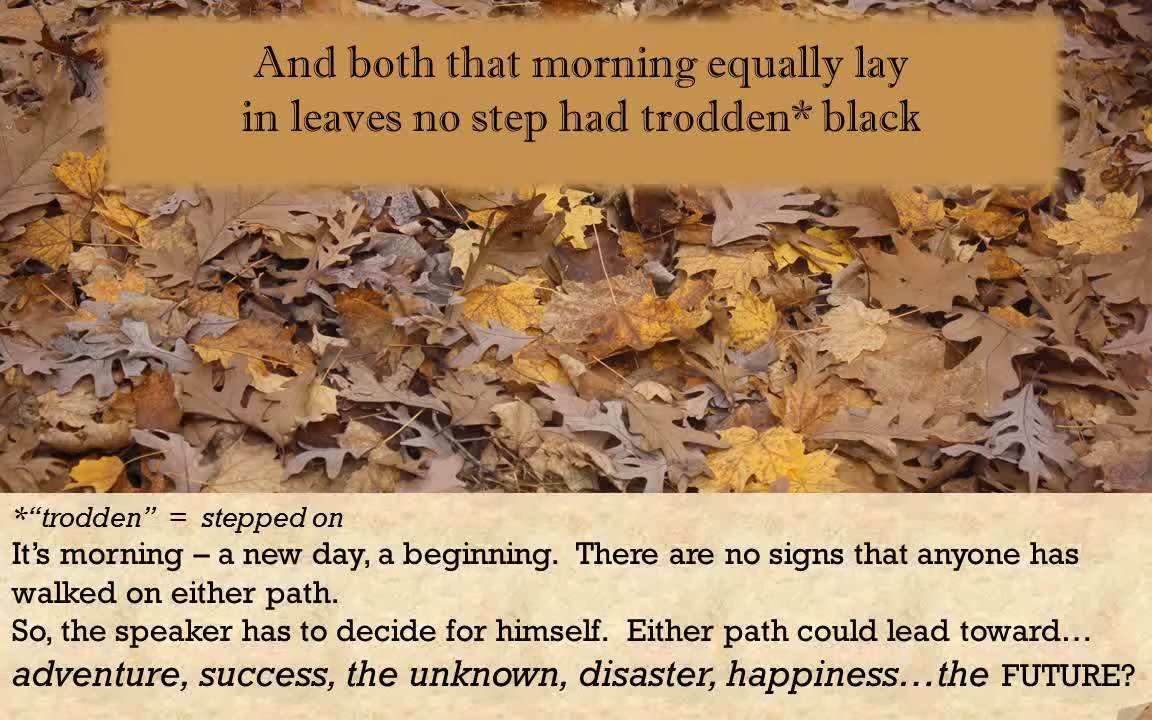 And both that morning equally lay
in leaves no step had trodden* black
*“trodden” = stepped on
It’s morning – a new day, a beginning. There are no signs that anyone has
walked on either path.
So, the speaker has to decide for himself. Either path could lead toward…
adventure, success, the unknown, disaster, happiness…the FUTURE?